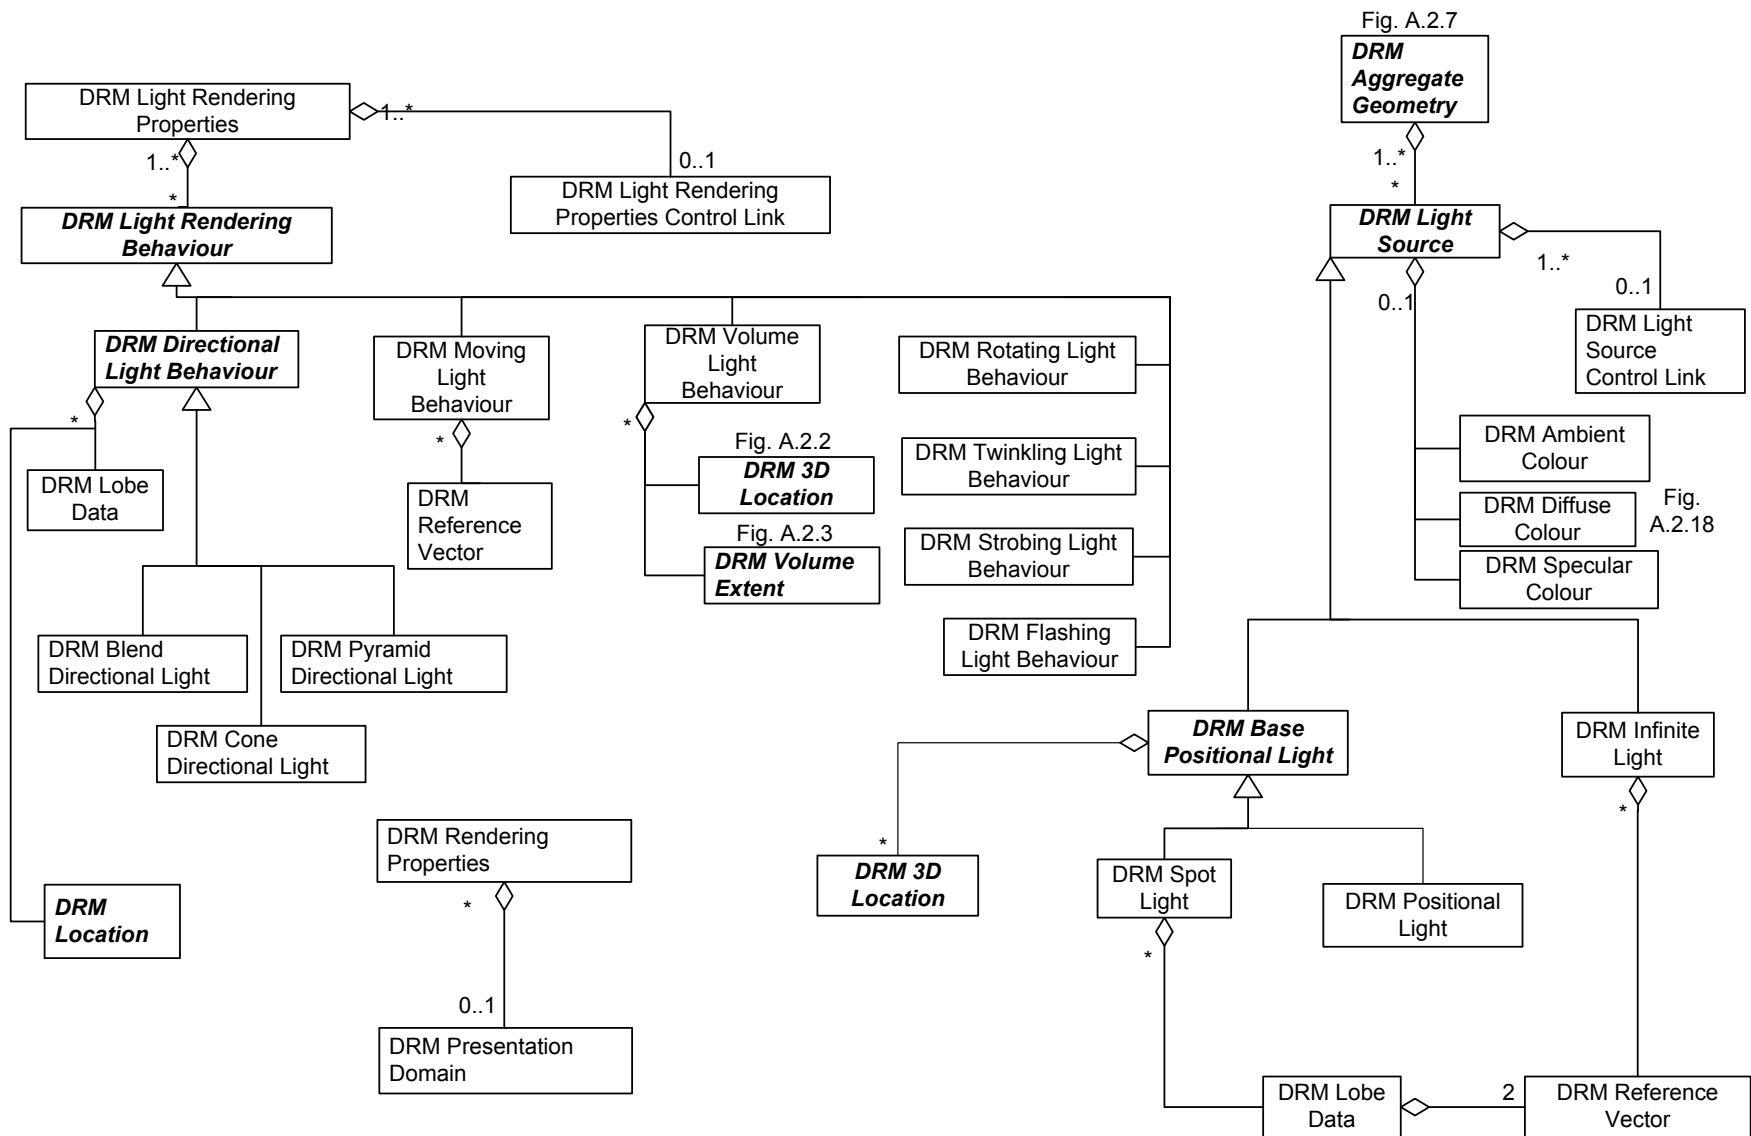 Fig. A.2.7
DRM
Aggregate
Geometry
DRM Light Rendering
Properties
1..*
1..*
0..1
DRM Light Rendering
Properties Control Link
*
DRM Light Rendering
Behaviour
1..*
*
DRM Light
Source
1..*
0..1
0..1
DRM Light
Source
Control Link
DRM Directional
Light Behaviour
DRM Moving
Light
Behaviour
DRM Volume
Light
Behaviour
DRM Rotating Light
Behaviour
*
*
*
Fig. A.2.2
DRM 3D
Location
DRM Twinkling Light
Behaviour
DRM Ambient
Colour
DRM Lobe
Data
DRM
Reference
Vector
Fig. A.2.3
DRM Volume
Extent
DRM Strobing Light
Behaviour
DRM Diffuse
Colour
Fig.
A.2.18
DRM Specular
Colour
DRM Blend
Directional Light
DRM Pyramid
Directional Light
DRM Flashing
Light Behaviour
DRM Cone
Directional Light
DRM Base
Positional Light
DRM Infinite
Light
*
*
DRM Rendering
Properties
*
DRM 3D
Location
DRM Spot
Light
DRM Positional
Light
DRM
Location
*
0..1
DRM Presentation
Domain
DRM Lobe
Data
2
DRM Reference
Vector